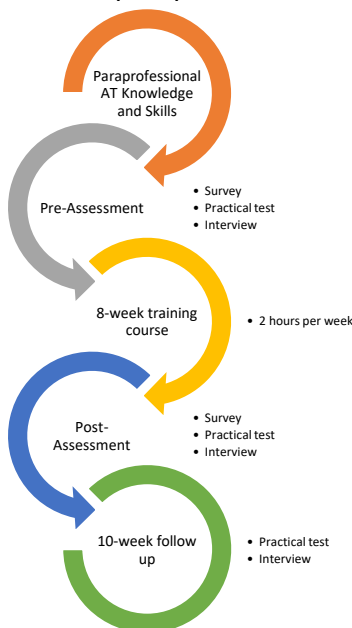 Paraprofessional
AT Knowledge
and Skills
Pre-Assessment
• Survey
• Practical test
• Interview
8-week training
course
• 2 hours per week
Post-
Assessment
• Survey
• Practical test
• Interview
10-week follow
up
• Practical test
• Interview